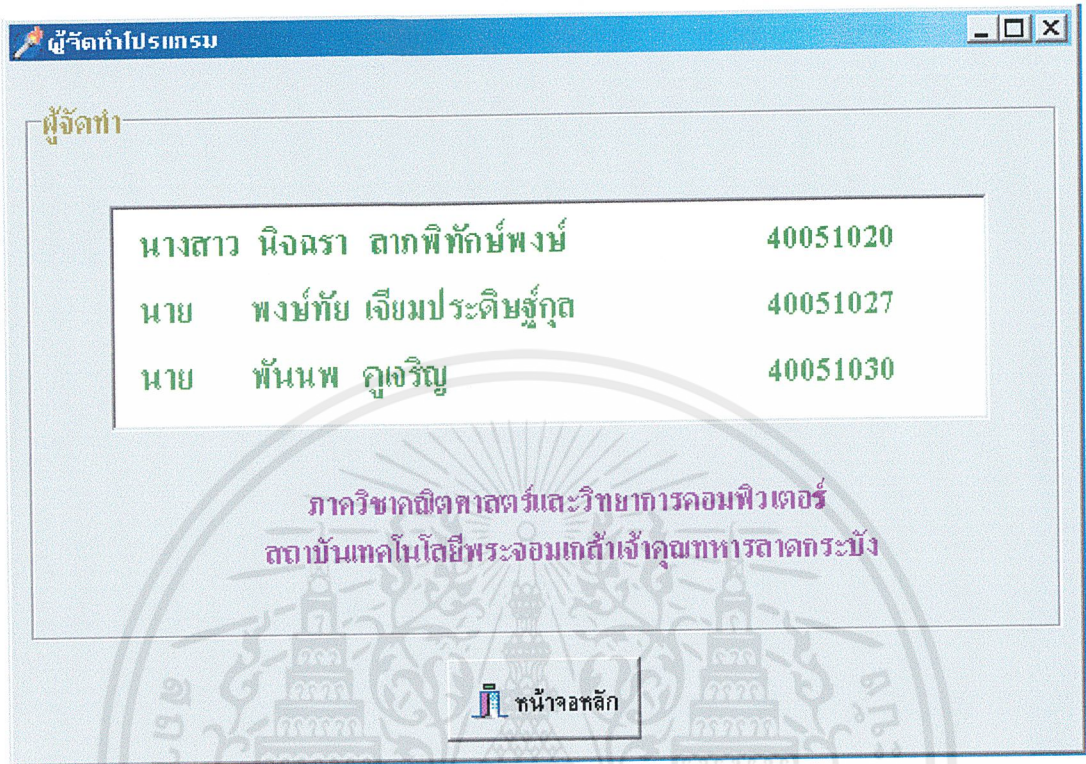 ผู้จัดทำโปรแกรม
ผู้จัดทำ
นางสาว นิจฉรา ลาภพิทักษ์พงษ์ 40051020
นาย พงษ์ทัย เจียมประดิษฐ์กุล 40051027
นาย พันนพ คูเจริญ 40051030
ภาควิชาคณิตศาสตร์และวิทยาการคอมพิวเตอร์
สถาบันเทคโนโลยีพระจอมเกล้าเจ้าคุณทหารลาดกระบัง
หน้าจอหลัก